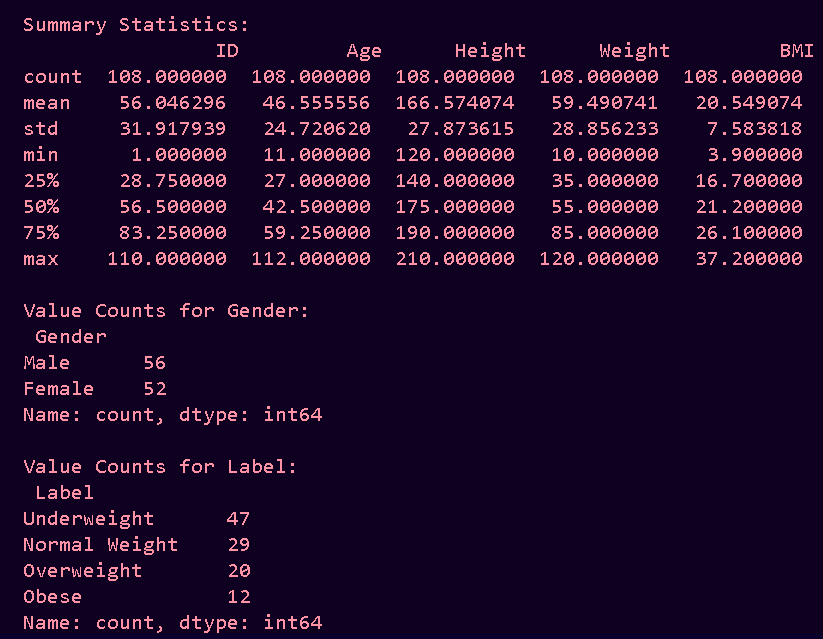 Summary Statistics:
ID Age Height Weight BMI
count 108.000000 108.000000 108.000000 108.000000 108.000000
mean 56.046296 46.555556 166.574074 59.490741 20.549074
std 31.917939 24.720620 27.873615 28.856233 7.583818
min 1.000000 11.000000 120.000000 10.000000 3.900000
25% 28.750000 27.000000 140.000000 35.000000 16.700000
50% 56.500000 42.500000 175.000000 55.000000 21.200000
75% 83.250000 59.250000 190.000000 85.000000 26.100000
max 110.000000 112.000000 210.000000 120.000000 37.200000
Value Counts for Gender:
Gender
Male 56
Female 52
Name: count, dtype: int64
Value Counts for Label:
Label
Underweight 47
Normal Weight 29
Overweight 20
Obese 12
Name: count, dtype: int64